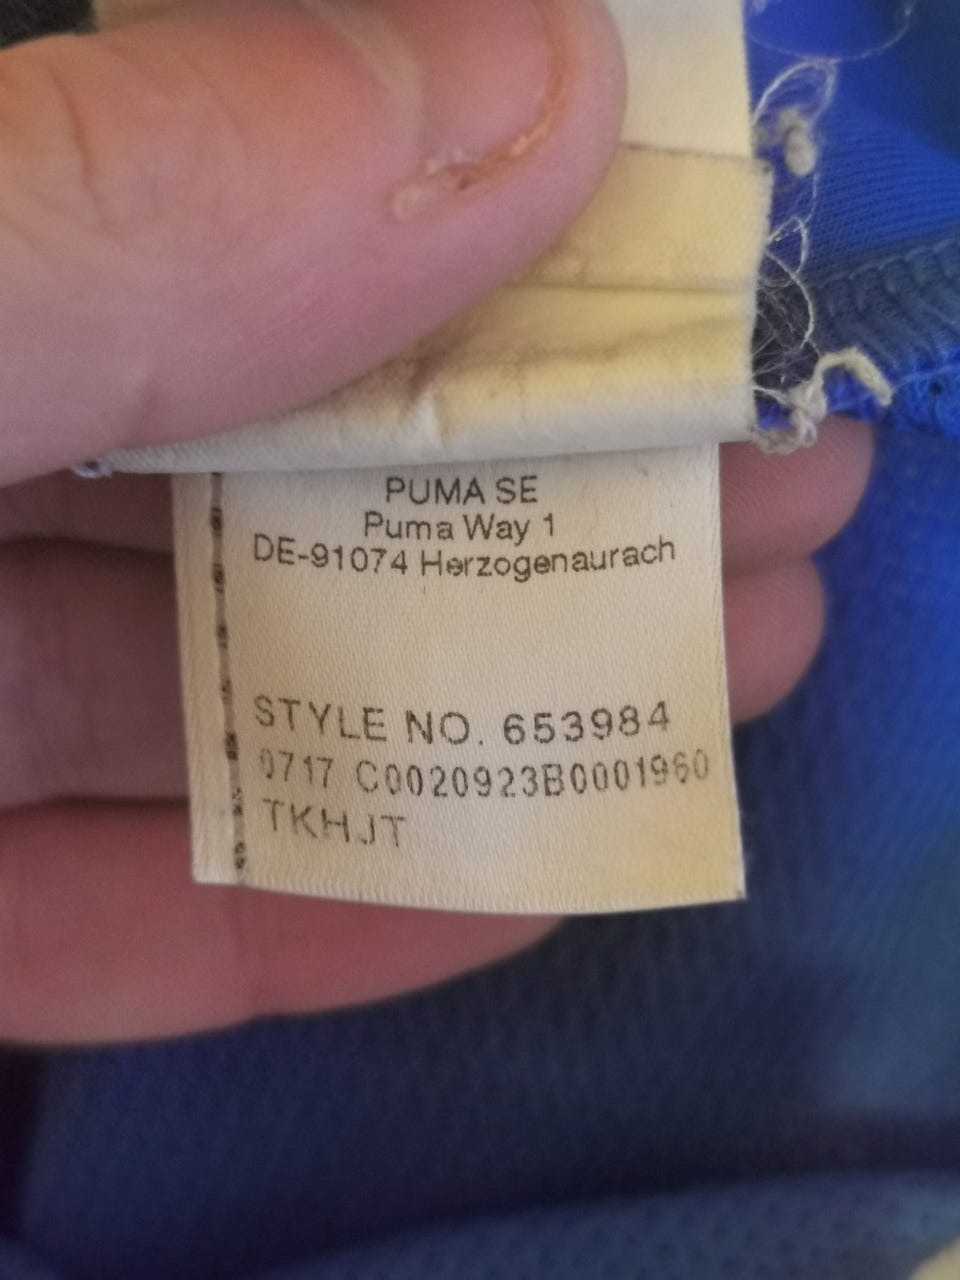 PUMA SE
Puma Way 1
DE-91074 Herzogenaurach
STYLE NO. 653984
0717 C0020923B0001960
TKHJT